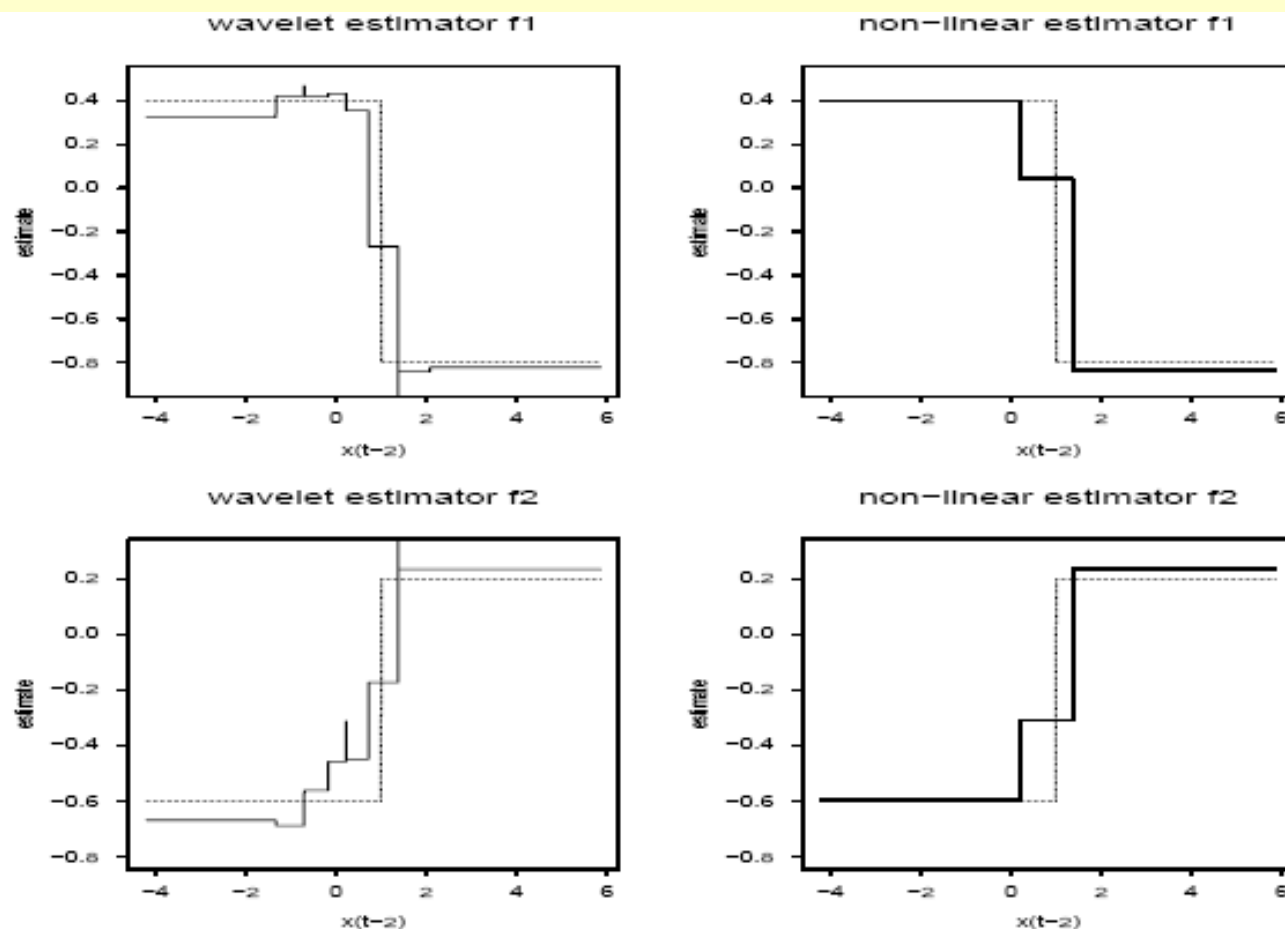 wavelet estimator f1
0.4
0.2
0.0
−0.2
−0.4
−0.6
−0.8
estimate
−4 −2 0 2 4 6
x(t−2)
non−linear estimator f1
0.4
0.2
0.0
−0.2
−0.4
−0.6
−0.8
estimate
−4 −2 0 2 4 6
x(t−2)
wavelet estimator f2
0.2
0.0
−0.2
−0.4
−0.6
−0.8
estimate
−4 −2 0 2 4 6
x(t−2)
non−linear estimator f2
0.2
0.0
−0.2
−0.4
−0.6
−0.8
estimate
−4 −2 0 2 4 6
x(t−2)